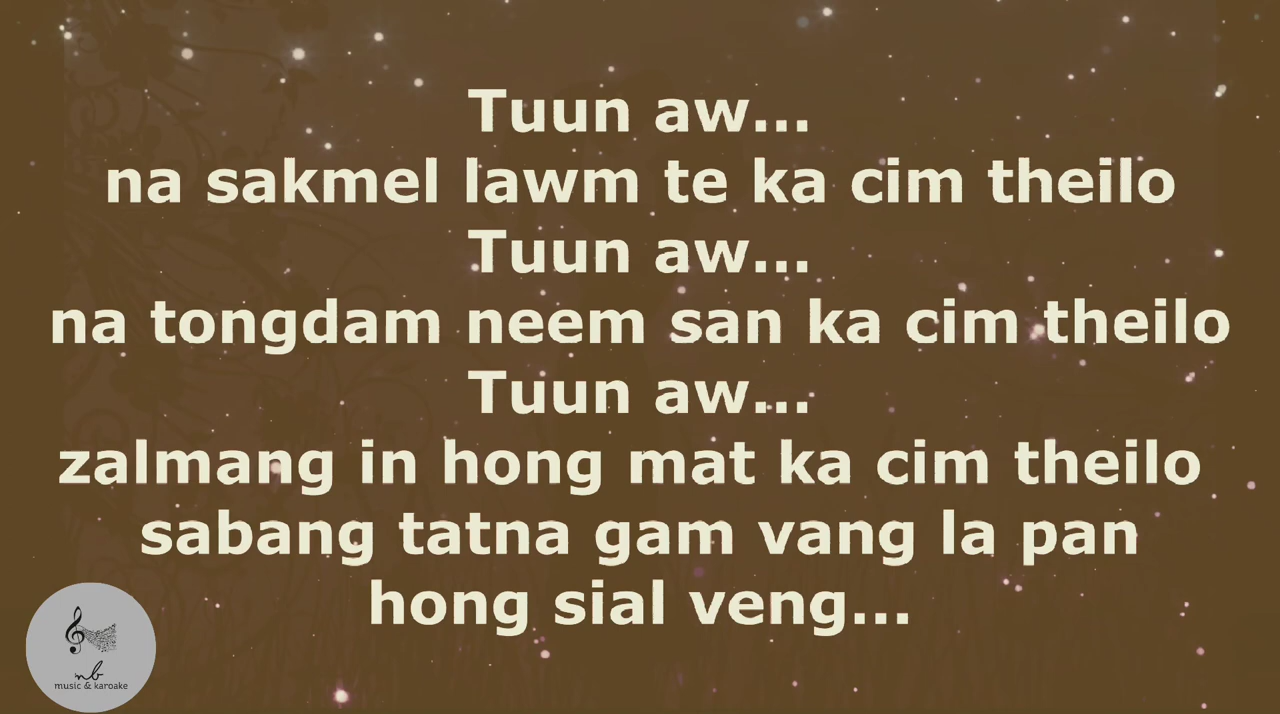 Tuun aw...
na sakmel lawm te ka cim theilo
Tuun aw...
na tongdam neem san ka cim theilo
Tuun aw...
zalmang in hong mat ka cim theilo
sabang tatna gam vang la pan
hong sial veng...
nb
music & karoake